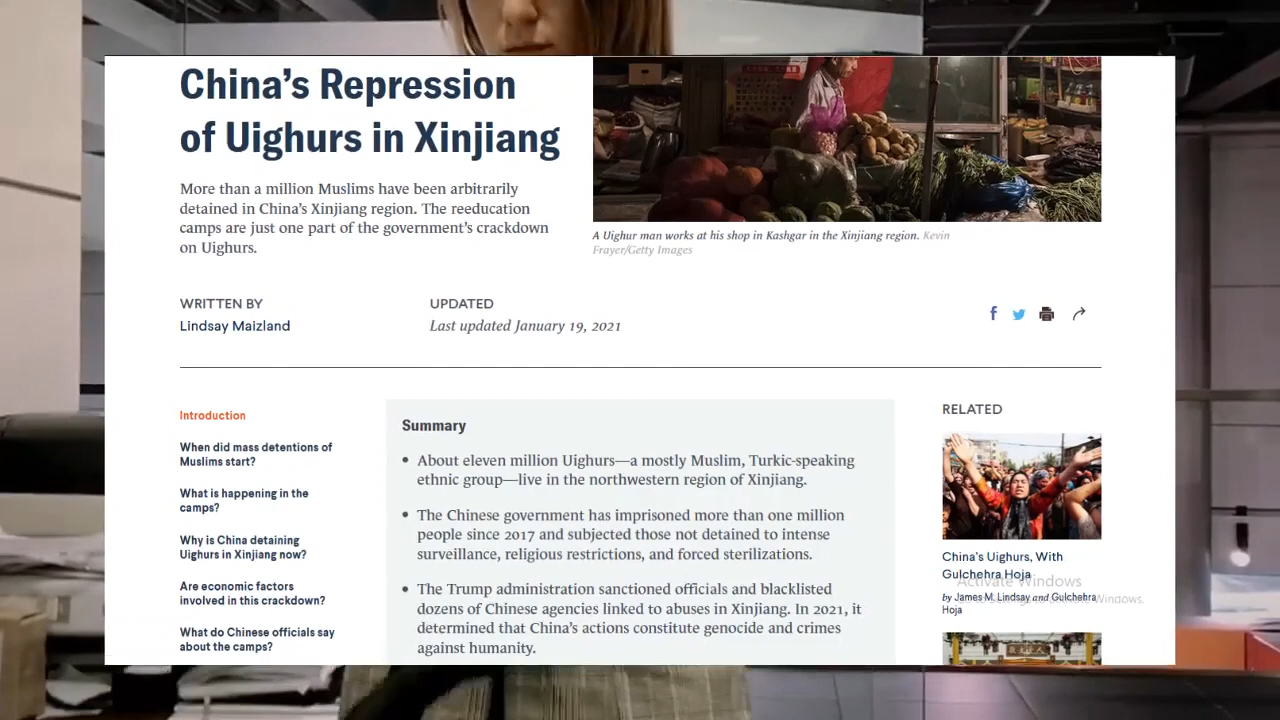 China’s Repression
of Uighurs in Xinjiang
More than a million Muslims have been arbitrarily
detained in China’s Xinjiang region. The reeducation
camps are just one part of the government’s crackdown
on Uighurs.
A Uighur man works at his shop in Kashgar in the Xinjiang region. Kevin
Frayer/Getty Images
WRITTEN BY
Lindsay Maizland
UPDATED
Last updated January 19, 2021
Introduction
When did mass detentions of
Muslims start?
What is happening in the
camps?
Why is China detaining
Uighurs in Xinjiang now?
Are economic factors
involved in this crackdown?
What do Chinese officials say
about the camps?
Summary
• About eleven million Uighurs—a mostly Muslim, Turkic-speaking
ethnic group—live in the northwestern region of Xinjiang.
• The Chinese government has imprisoned more than one million
people since 2017 and subjected those not detained to intense
surveillance, religious restrictions, and forced sterilizations.
• The Trump administration sanctioned officials and blacklisted
dozens of Chinese agencies linked to abuses in Xinjiang. In 2021, it
determined that China’s actions constitute genocide and crimes
against humanity.
RELATED
China’s Uighurs, With
Gulchehra Hoja
by James M. Lindsay and Gulchehra
Hoja
Activate Windows
Windows.